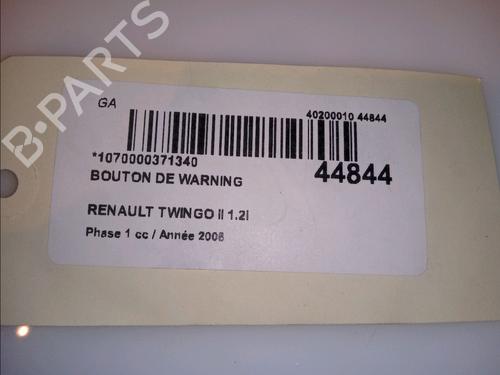 B-PARTS
GA
40200010 44844
*1070000371340
44844
BOUTON DE WARNING
RENAULT TWINGO II 1.2I
Phase 1 cc / Année 2008